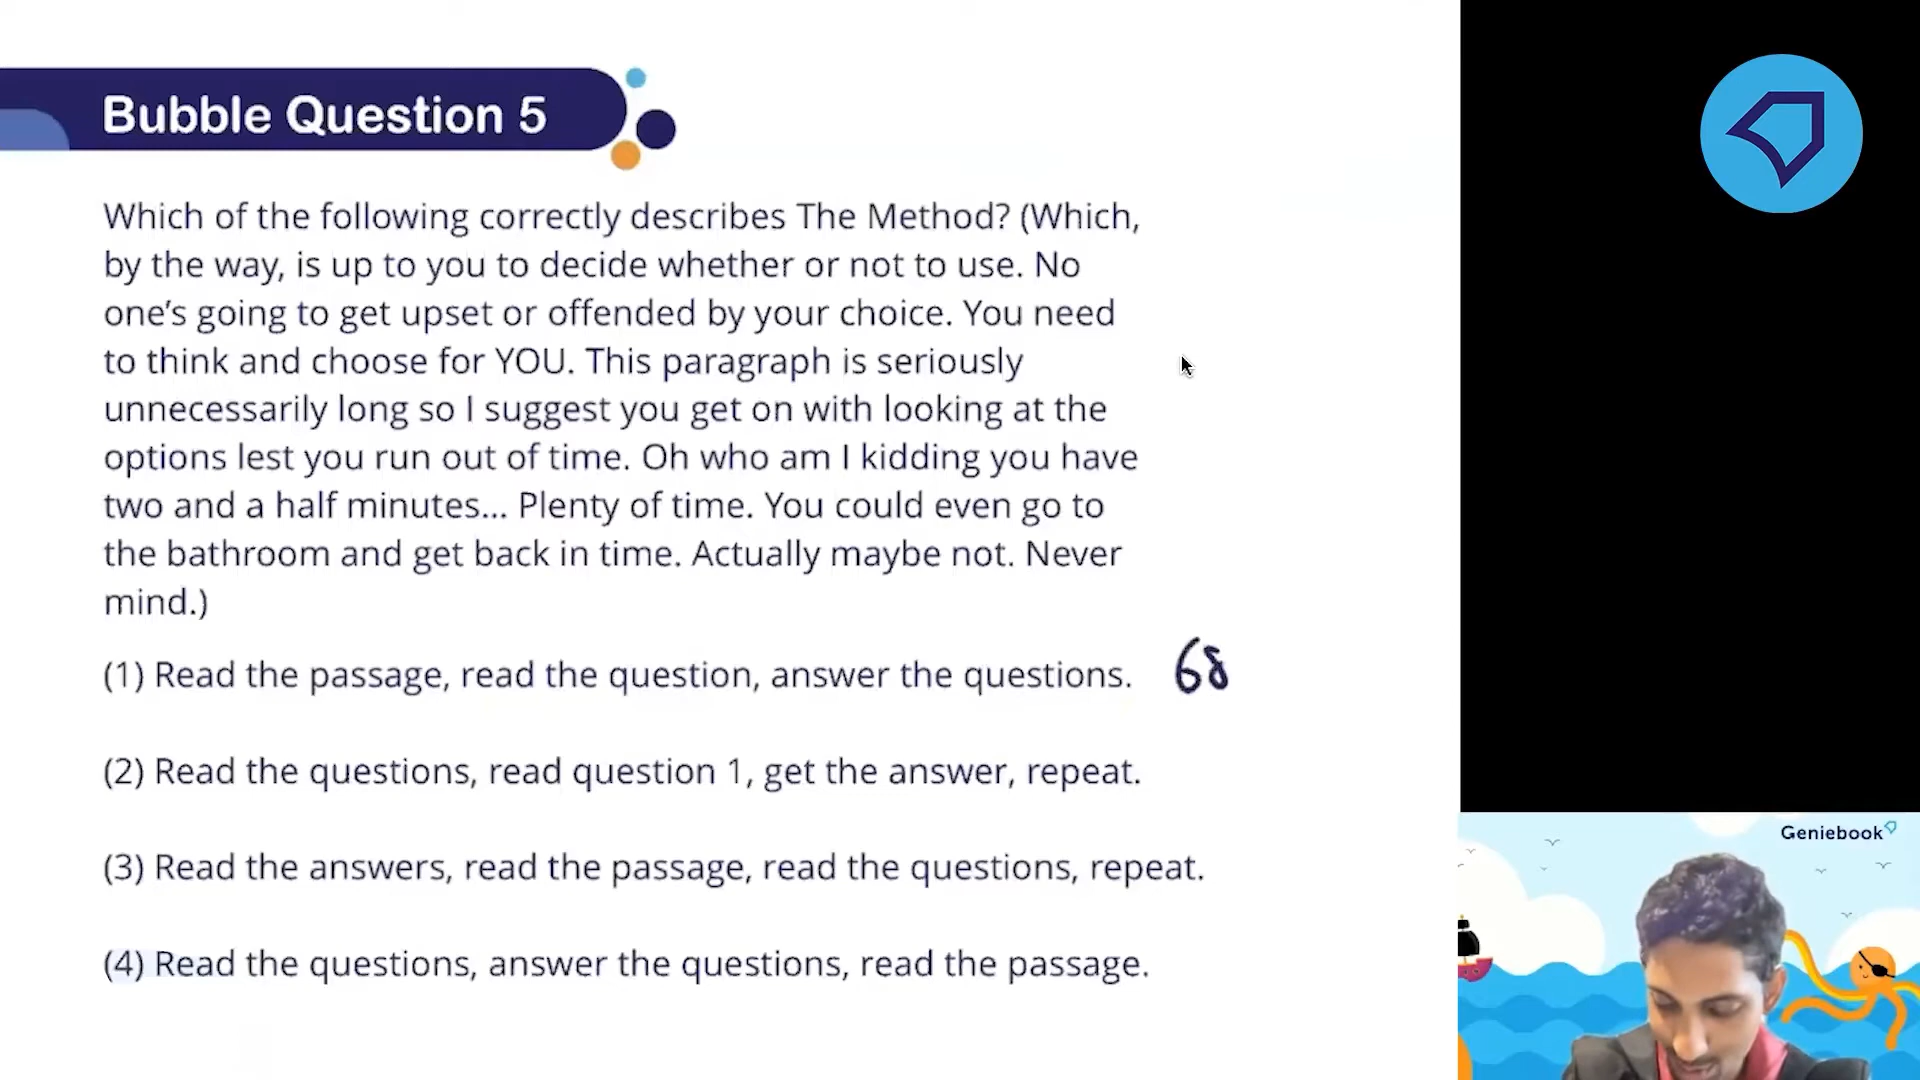 Bubble Question 5
Which of the following correctly describes The Method? (Which,
by the way, is up to you to decide whether or not to use. No
one's going to get upset or offended by your choice. You need
to think and choose for YOU. This paragraph is seriously
unnecessarily long so I suggest you get on with looking at the
options lest you run out of time. Oh who am I kidding you have
two and a half minutes... Plenty of time. You could even go to
the bathroom and get back in time. Actually maybe not. Never
mind.)
(1) Read the passage, read the question, answer the questions. 68
(2) Read the questions, read question 1, get the answer, repeat.
(3) Read the answers, read the passage, read the questions, repeat.
(4) Read the questions, answer the questions, read the passage.
Geniebook